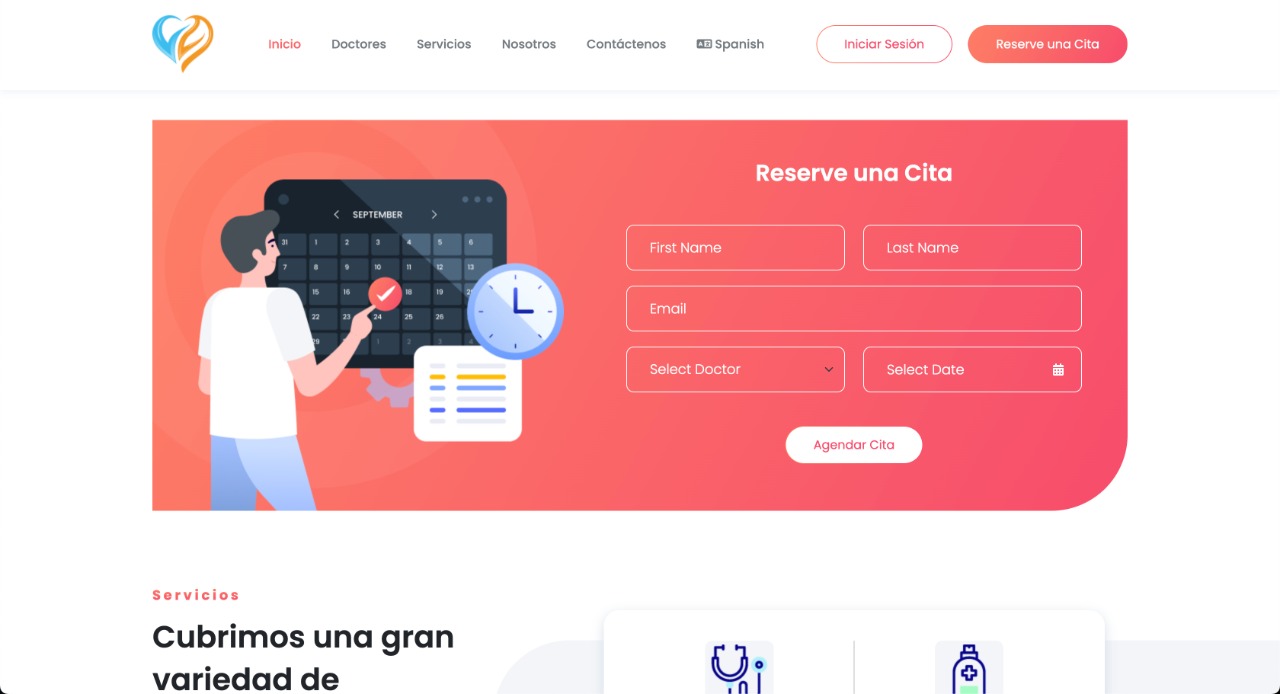 Inicio Doctores Servicios Nosotros Contáctenos Spanish Iniciar Sesión Reserve una Cita
Reserve una Cita
SEPTEMBER
31 1 2 3 4 5 6
7 8 9 10 11 12 13
15 16 18 19
22 23 24 25 26
29 1 2 3 4
First Name Last Name
Email
Select Doctor Select Date
Agendar Cita
Servicios
Cubrimos una gran
variedad de